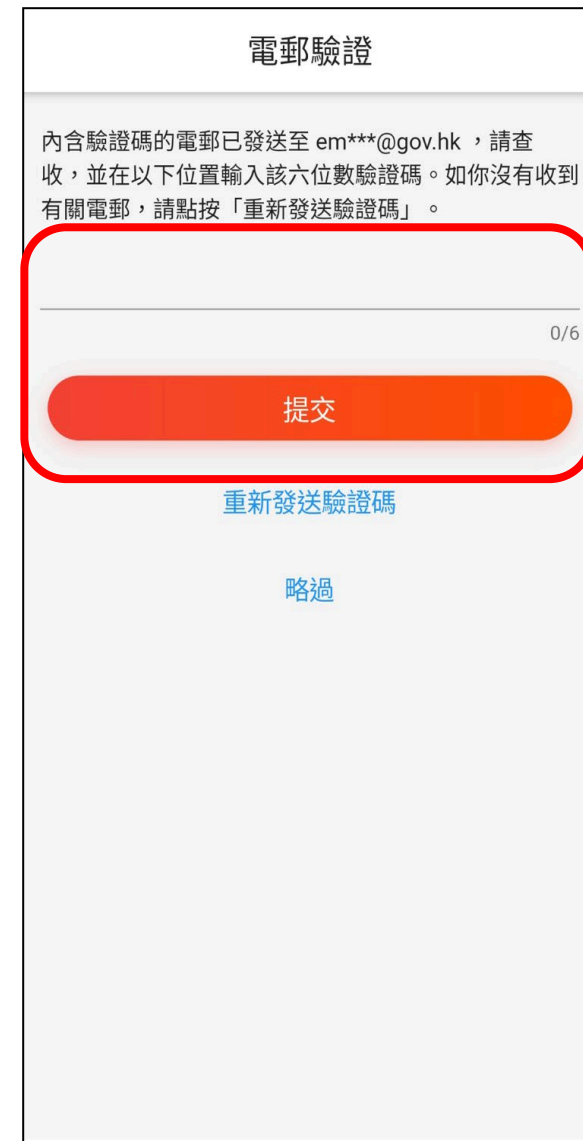 電郵驗證
內含驗證碼的電郵已發送至 em***@gov.hk ，請查
收，並在以下位置輸入該六位數驗證碼。如你沒有收到
有關電郵，請點按「重新發送驗證碼」。
0/6
提交
重新發送驗證碼
略過